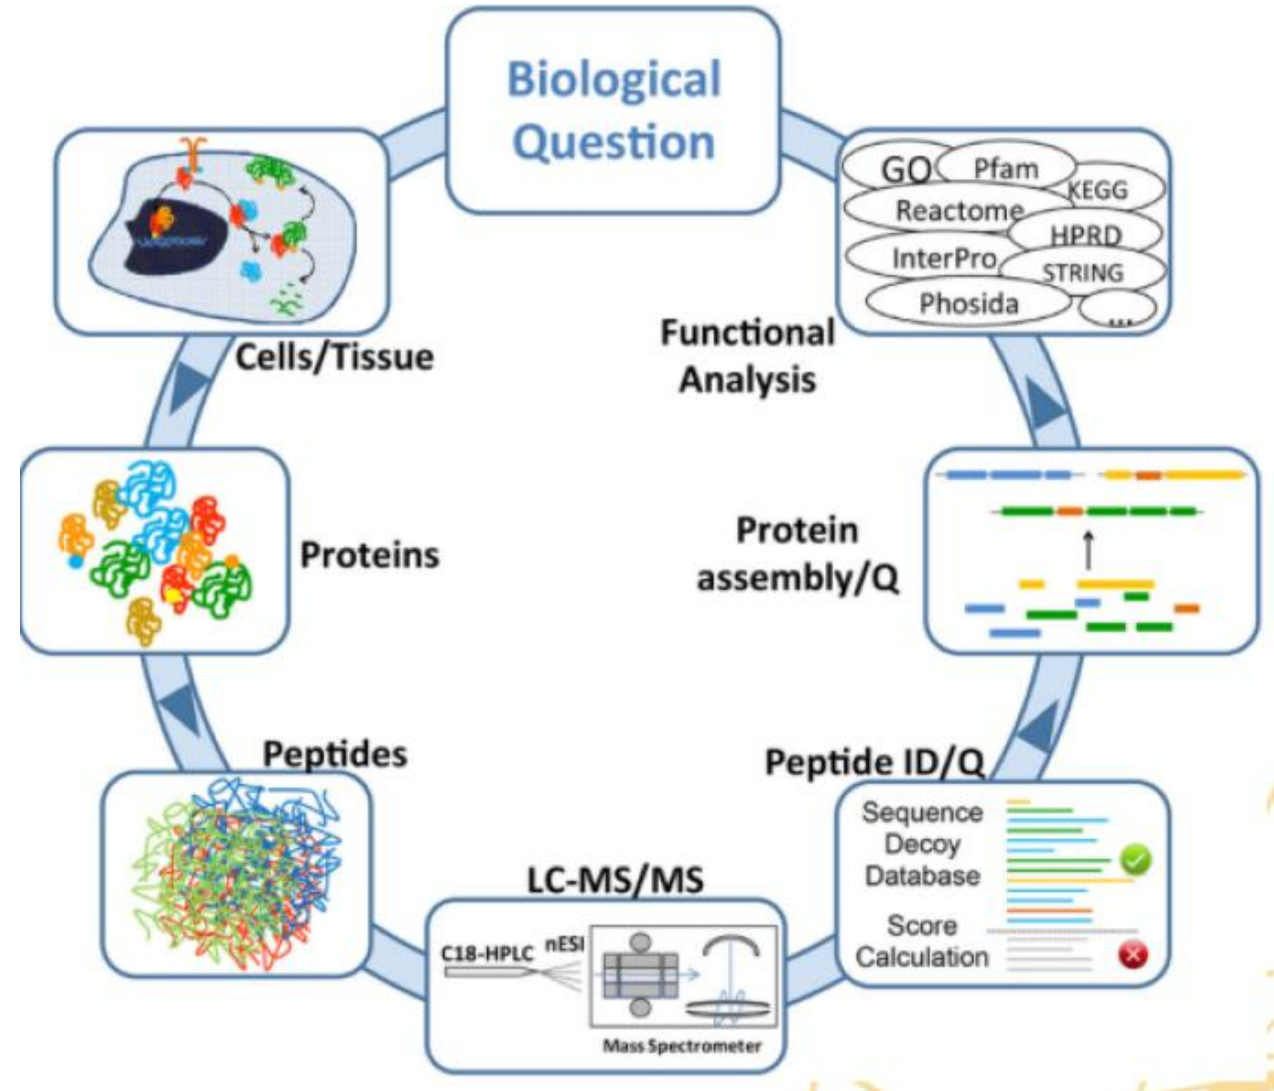 Biological
Question
GO
Pfam
KEGG
Reactome
HPRD
InterPro
STRING
Phosida
...
Functional
Analysis
Cells/Tissue
Proteins
Protein
assembly/Q
Peptides
Peptide ID/Q
Sequence
Decoy
Database
Score
Calculation
LC-MS/MS
C18-HPLC
nESI
Mass Spectrometer